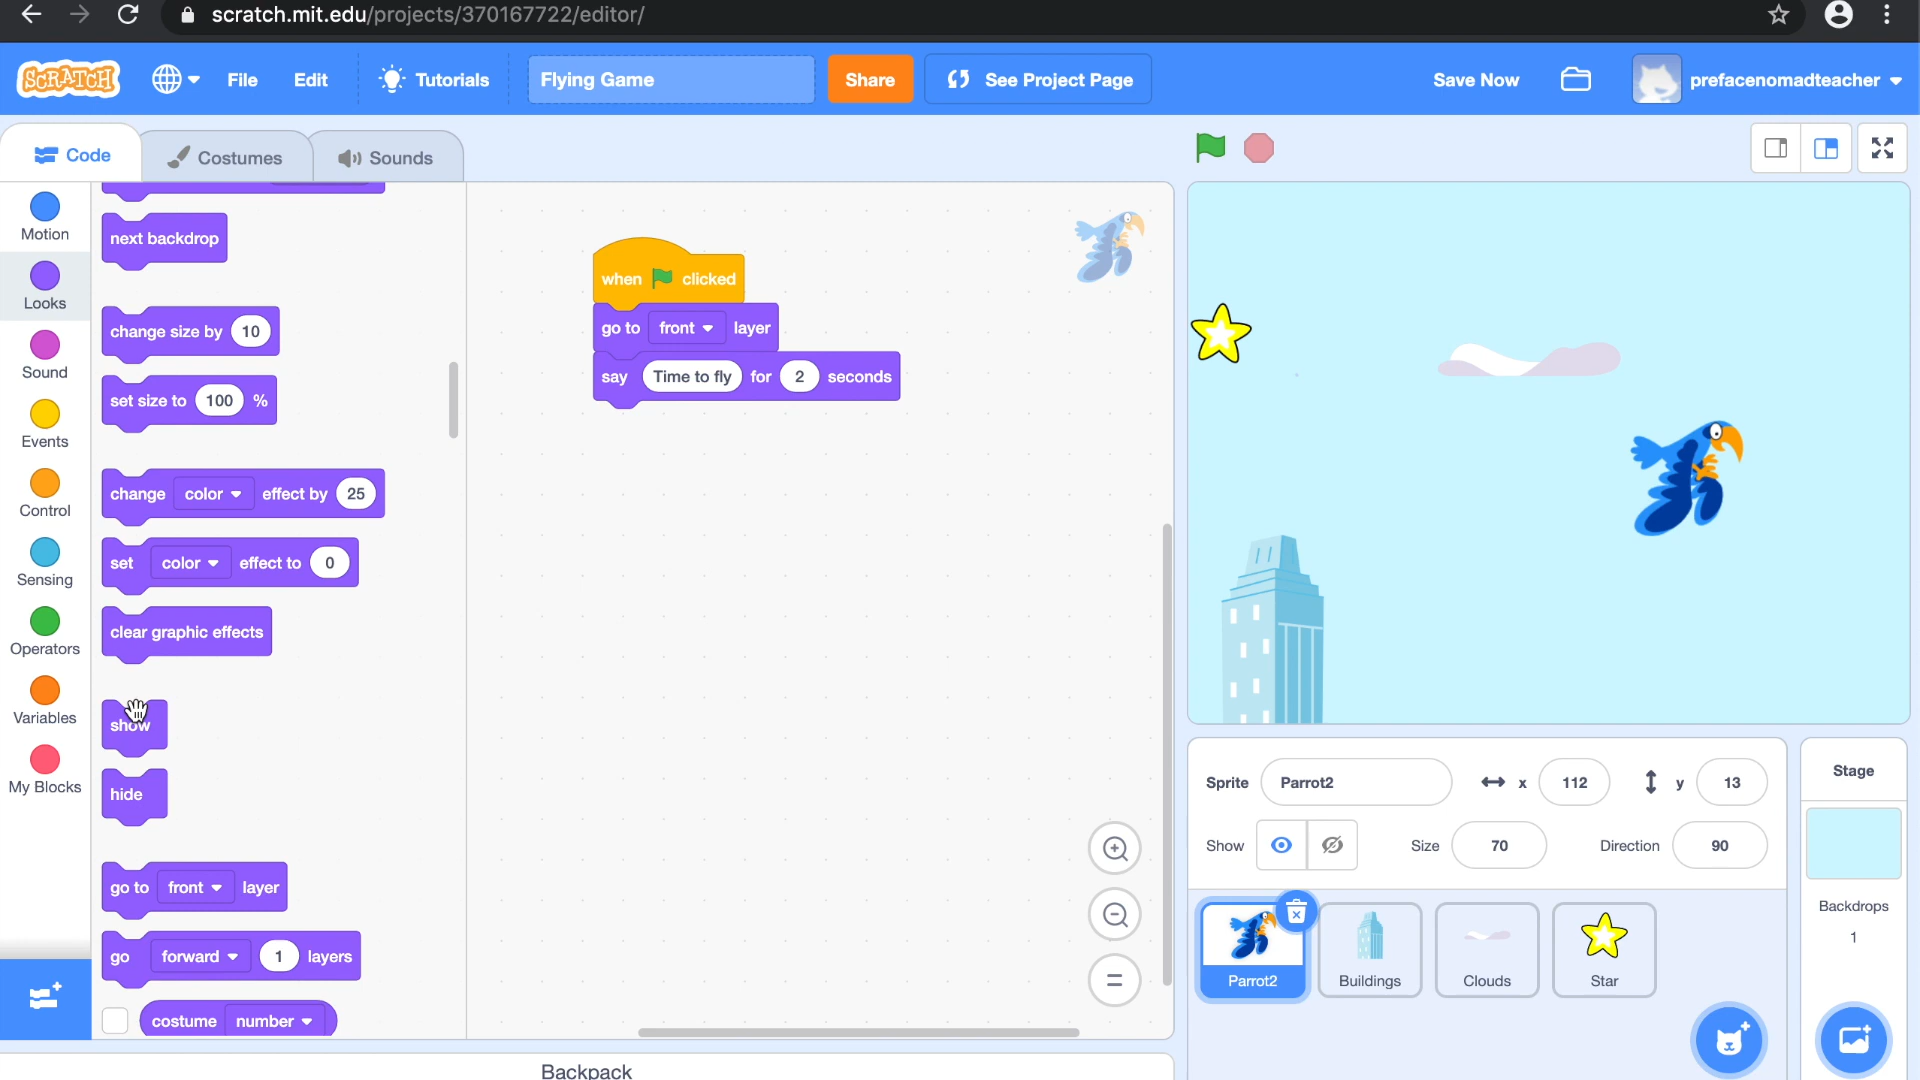 scratch.mit.edu/projects/370167722/editor/
SCRATCH
File
Edit
Tutorials
Flying Game
Share
See Project Page
Save Now
prefacenomadteacher
Code
Costumes
Sounds
Motion
Looks
Sound
Events
Control
Sensing
Operators
Variables
My Blocks
next backdrop
change size by 10
set size to 100 %
change color effect by 25
set color effect to 0
clear graphic effects
show
hide
go to front layer
go forward 1 layers
costume number
when clicked
go to front layer
say Time to fly for 2 seconds
Backpack
Sprite Parrot2 x 112 y 13
Show Size 70 Direction 90
Parrot2
Buildings
Clouds
Star
Stage
Backdrops
1